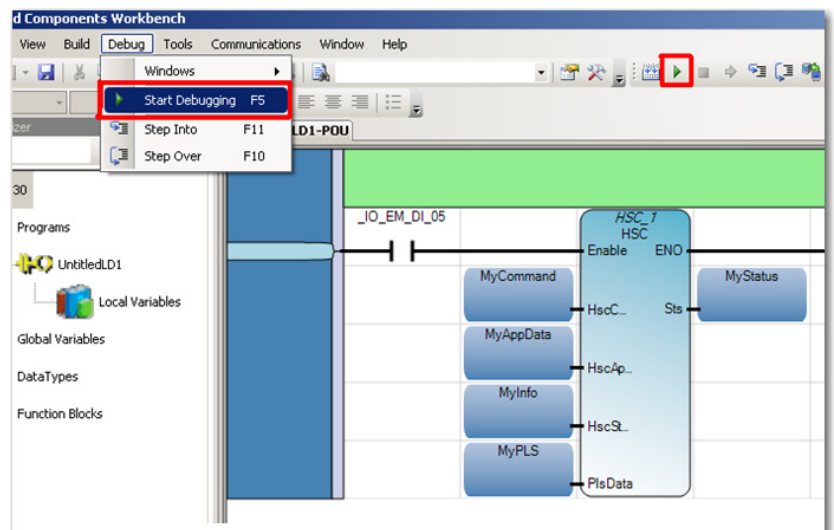 d Components Workbench
View Build Debug Tools Communications Window Help
Windows
Start Debugging F5
Step Into F11
Step Over F10
zer
LD1-POU
30
Programs
UntitledLD1
Local Variables
Global Variables
DataTypes
Function Blocks
_IO_EM_DI_05
HSC_1
HSC
Enable ENO
MyCommand
HscC...
Sts
MyStatus
MyAppData
HscAp...
MyInfo
HscSt...
MyPLS
PlsData